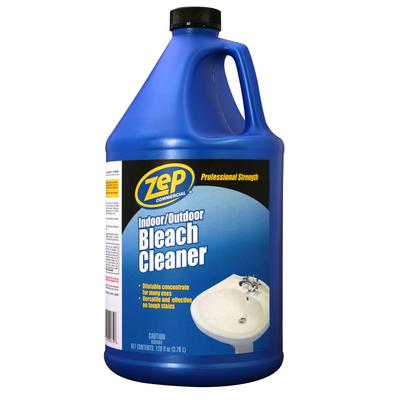 zep
COMMERCIAL
Professional Strength
Indoor/Outdoor
Bleach
Cleaner
• Dilutable concentrate
for many uses
• Versatile and effective
on tough stains
CAUTION
NET CONTENTS: 128 fl oz (3.79 L)